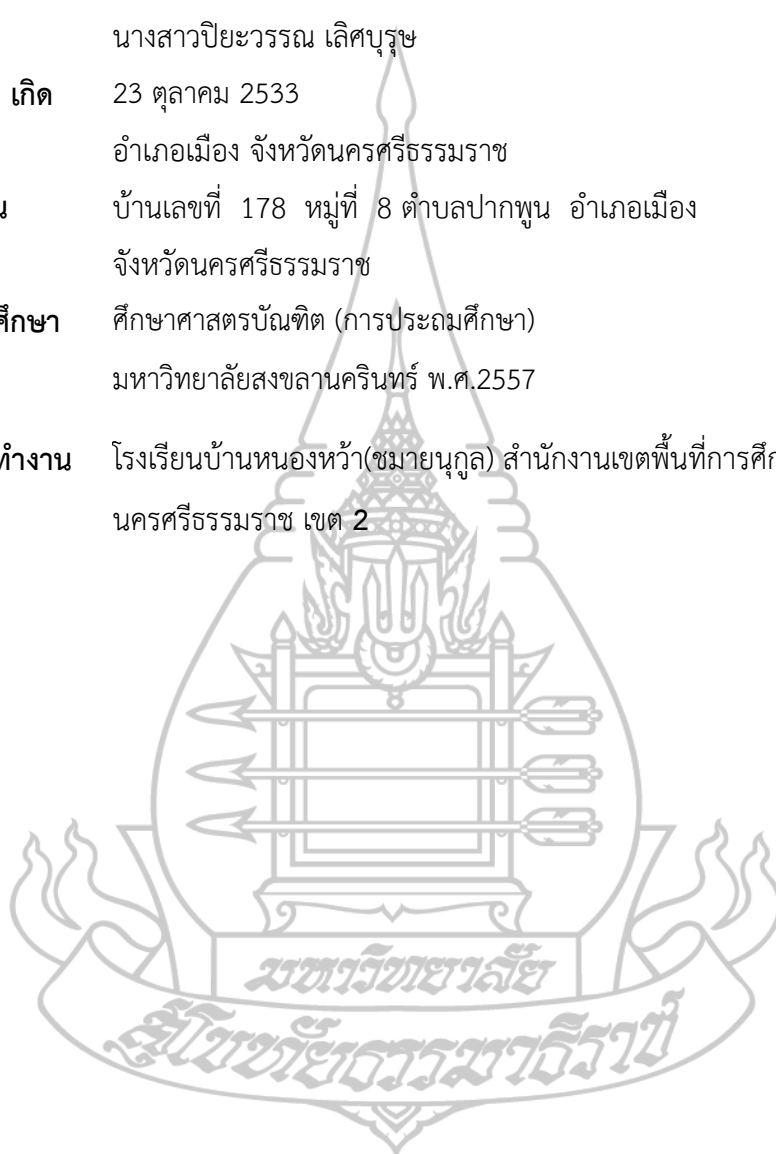 นางสาวปิยะวรรณ เลิศบุรุษ
เกิด 23 ตุลาคม 2533
อำเภอเมือง จังหวัดนครศรีธรรมราช
บ้านเลขที่ 178 หมู่ที่ 8 ตำบลปากพูน อำเภอเมือง
จังหวัดนครศรีธรรมราช
ศึกษา ศึกษาศาสตรบัณฑิต (การประถมศึกษา)
มหาวิทยาลัยสงขลานครินทร์ พ.ศ.2557
ทำงาน โรงเรียนบ้านหนองหว้า(ชมายนุกูล) สำนักงานเขตพื้นที่การศึก
นครศรีธรรมราช เขต 2
มหาวิทยาลัย
สุโขทัยธรรมาธิราช